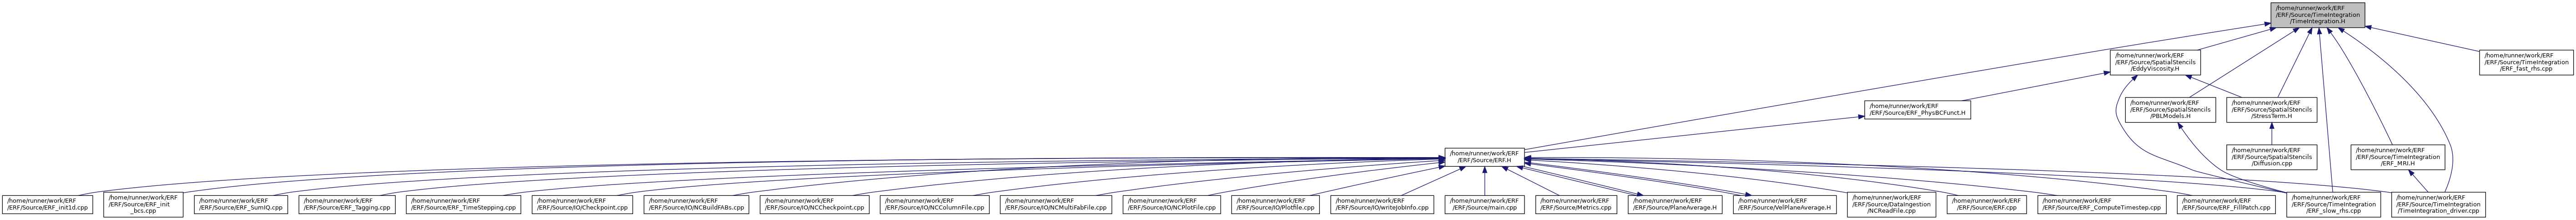 /home/runner/work/ERF
/ERF/Source/TimeIntegration
/TimeIntegration.H
/home/runner/work/ERF
/ERF/Source/SpatialStencils
/EddyViscosity.H
/home/runner/work/ERF
/ERF/Source/TimeIntegration
/ERF_fast_rhs.cpp
/home/runner/work/ERF
/ERF/Source/ERF_PhysBCFunct.H
/home/runner/work/ERF
/ERF/Source/SpatialStencils
/PBLModels.H
/home/runner/work/ERF
/ERF/Source/SpatialStencils
/StressTerm.H
/home/runner/work/ERF
/ERF/Source/ERF.H
/home/runner/work/ERF
/ERF/Source/SpatialStencils
/Diffusion.cpp
/home/runner/work/ERF
/ERF/Source/TimeIntegration
/ERF_MRI.H
/home/runner/work/ERF
/ERF/Source/ERF_init1d.cpp
/home/runner/work/ERF
/ERF/Source/ERF_init
_bcs.cpp
/home/runner/work/ERF
/ERF/Source/ERF_SumIQ.cpp
/home/runner/work/ERF
/ERF/Source/ERF_Tagging.cpp
/home/runner/work/ERF
/ERF/Source/ERF_TimeStepping.cpp
/home/runner/work/ERF
/ERF/Source/IO/Checkpoint.cpp
/home/runner/work/ERF
/ERF/Source/IO/NCBuildFABs.cpp
/home/runner/work/ERF
/ERF/Source/IO/NCCheckpoint.cpp
/home/runner/work/ERF
/ERF/Source/IO/NCColumnFile.cpp
/home/runner/work/ERF
/ERF/Source/IO/NCMultiFabFile.cpp
/home/runner/work/ERF
/ERF/Source/IO/NCPlotFile.cpp
/home/runner/work/ERF
/ERF/Source/IO/Plotfile.cpp
/home/runner/work/ERF
/ERF/Source/IO/writeJobInfo.cpp
/home/runner/work/ERF
/ERF/Source/main.cpp
/home/runner/work/ERF
/ERF/Source/Metrics.cpp
/home/runner/work/ERF
/ERF/Source/PlaneAverage.H
/home/runner/work/ERF
/ERF/Source/VelPlaneAverage.H
/home/runner/work/ERF
/ERF/Source/DataIngestion
/NCReadFile.cpp
/home/runner/work/ERF
/ERF/Source/ERF.cpp
/home/runner/work/ERF
/ERF/Source/ERF_ComputeTimestep.cpp
/home/runner/work/ERF
/ERF/Source/ERF_FillPatch.cpp
/home/runner/work/ERF
/ERF/Source/TimeIntegration
/ERF_slow_rhs.cpp
/home/runner/work/ERF
/ERF/Source/TimeIntegration
/TimeIntegration_driver.cpp